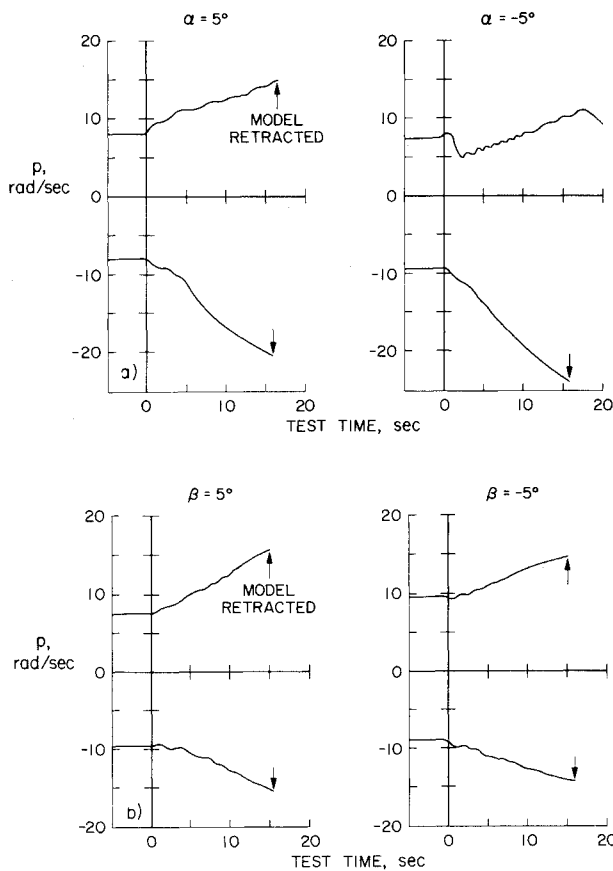 α = 5°
α = -5°
20
10
0
-10
-20
p,
rad/sec
MODEL
RETRACTED
a)
0
10
20
20
10
0
-10
-20
0
10
20
TEST TIME, sec
β = 5°
β = -5°
20
10
0
-10
-20
p,
rad/sec
MODEL
RETRACTED
b)
0
10
20
20
10
0
-10
-20
0
10
20
TEST TIME, sec